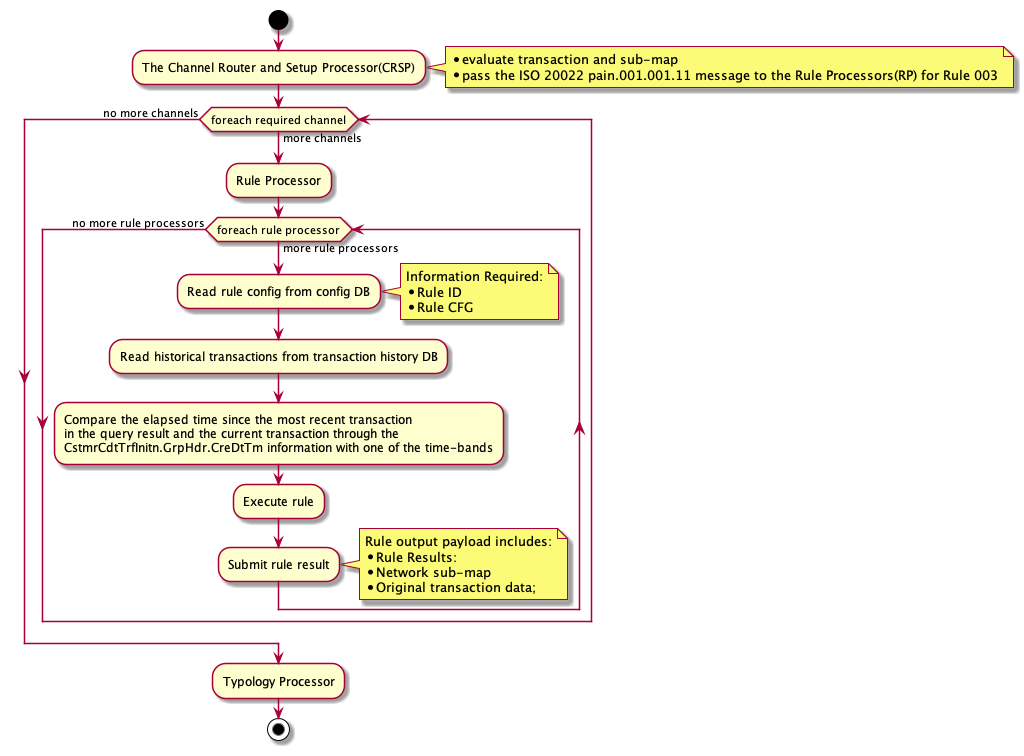 The Channel Router and Setup Processor(CRSP)
•evaluate transaction and sub-map
•pass the ISO 20022 pain.001.001.11 message to the Rule Processors(RP) for Rule 003
no more channels
foreach required channel
more channels
Rule Processor
no more rule processors
foreach rule processor
more rule processors
Read rule config from config DB
Information Required:
•Rule ID
•Rule CFG
Read historical transactions from transaction history DB
Compare the elapsed time since the most recent transaction
in the query result and the current transaction through the
CstmrCdtTrfInitn.GrpHdr.CreDtTm information with one of the time-bands
Execute rule
Submit rule result
Rule output payload includes:
•Rule Results:
•Network sub-map
•Original transaction data;
Typology Processor